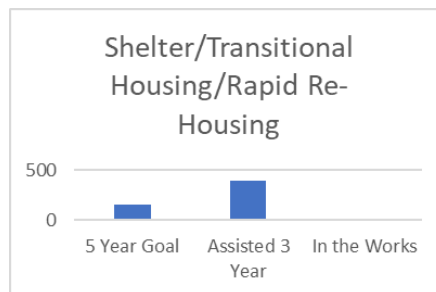 Shelter/Transitional
Housing/Rapid Re-
Housing
500
0
5 Year Goal
Assisted 3
Year
In the Works